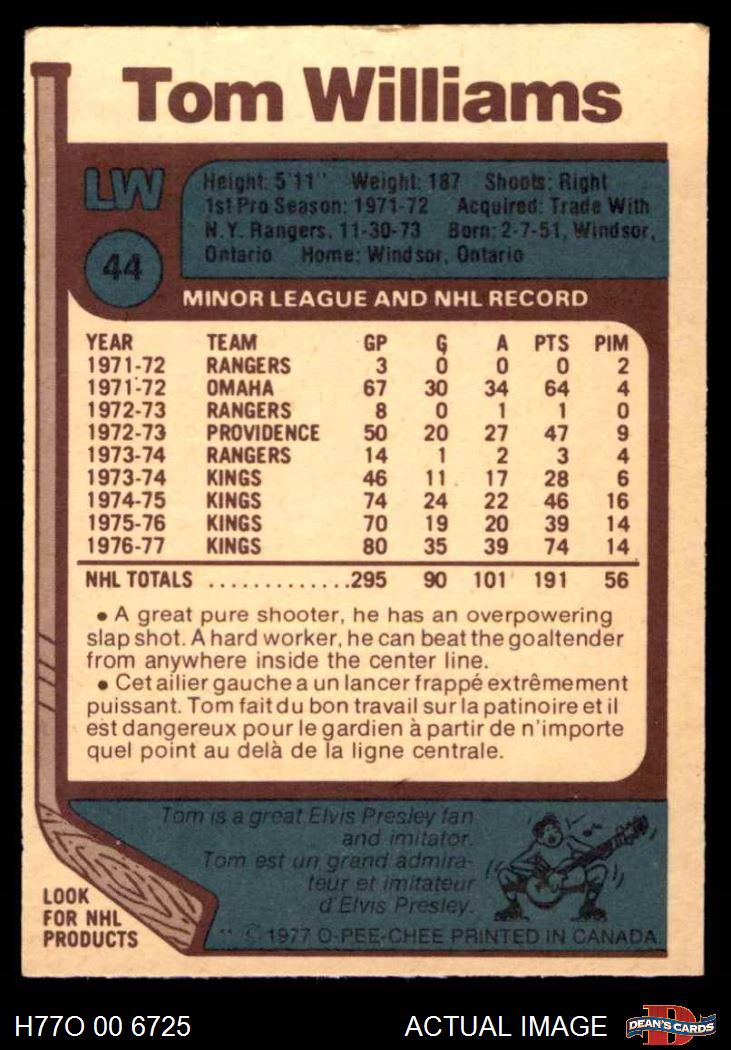 Tom Williams
LW
Height: 5'11" Weight: 187 Shoots: Right
1st Pro Season: 1971-72 Acquired: Trade With
N.Y. Rangers, 11-30-73 Born: 2-7-51, Windsor,
Ontario Home: Windsor, Ontario
44
MINOR LEAGUE AND NHL RECORD
YEAR TEAM GP G A PTS PIM
1971-72 RANGERS 3 0 0 0 2
1971-72 OMAHA 67 30 34 64 4
1972-73 RANGERS 8 0 1 1 0
1972-73 PROVIDENCE 50 20 27 47 9
1973-74 RANGERS 14 1 2 3 4
1973-74 KINGS 46 11 17 28 6
1974-75 KINGS 74 24 22 46 16
1975-76 KINGS 70 19 20 39 14
1976-77 KINGS 80 35 39 74 14
NHL TOTALS .............295 90 101 191 56
• A great pure shooter, he has an overpowering
slap shot. A hard worker, he can beat the goaltender
from anywhere inside the center line.
• Cet ailier gauche a un lancer frappé extrêmement
puissant. Tom fait du bon travail sur la patinoire et il
est dangereux pour le gardien à partir de n'importe
quel point au delà de la ligne centrale.
Tom is a great Elvis Presley fan
and imitator.
Tom est un grand admira-
teur et imitateur
d'Elvis Presley.
LOOK
FOR NHL
PRODUCTS
** © 1977 O-PEE-CHEE PRINTED IN CANADA
H77O 00 6725
ACTUAL IMAGE
D
DEAN'S CARDS